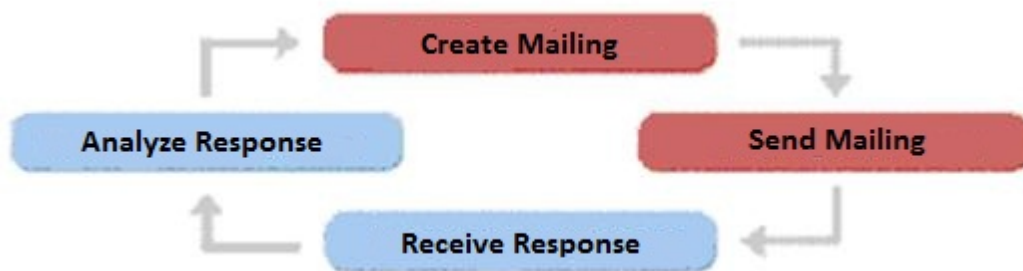 Create Mailing
Analyze Response
Send Mailing
Receive Response